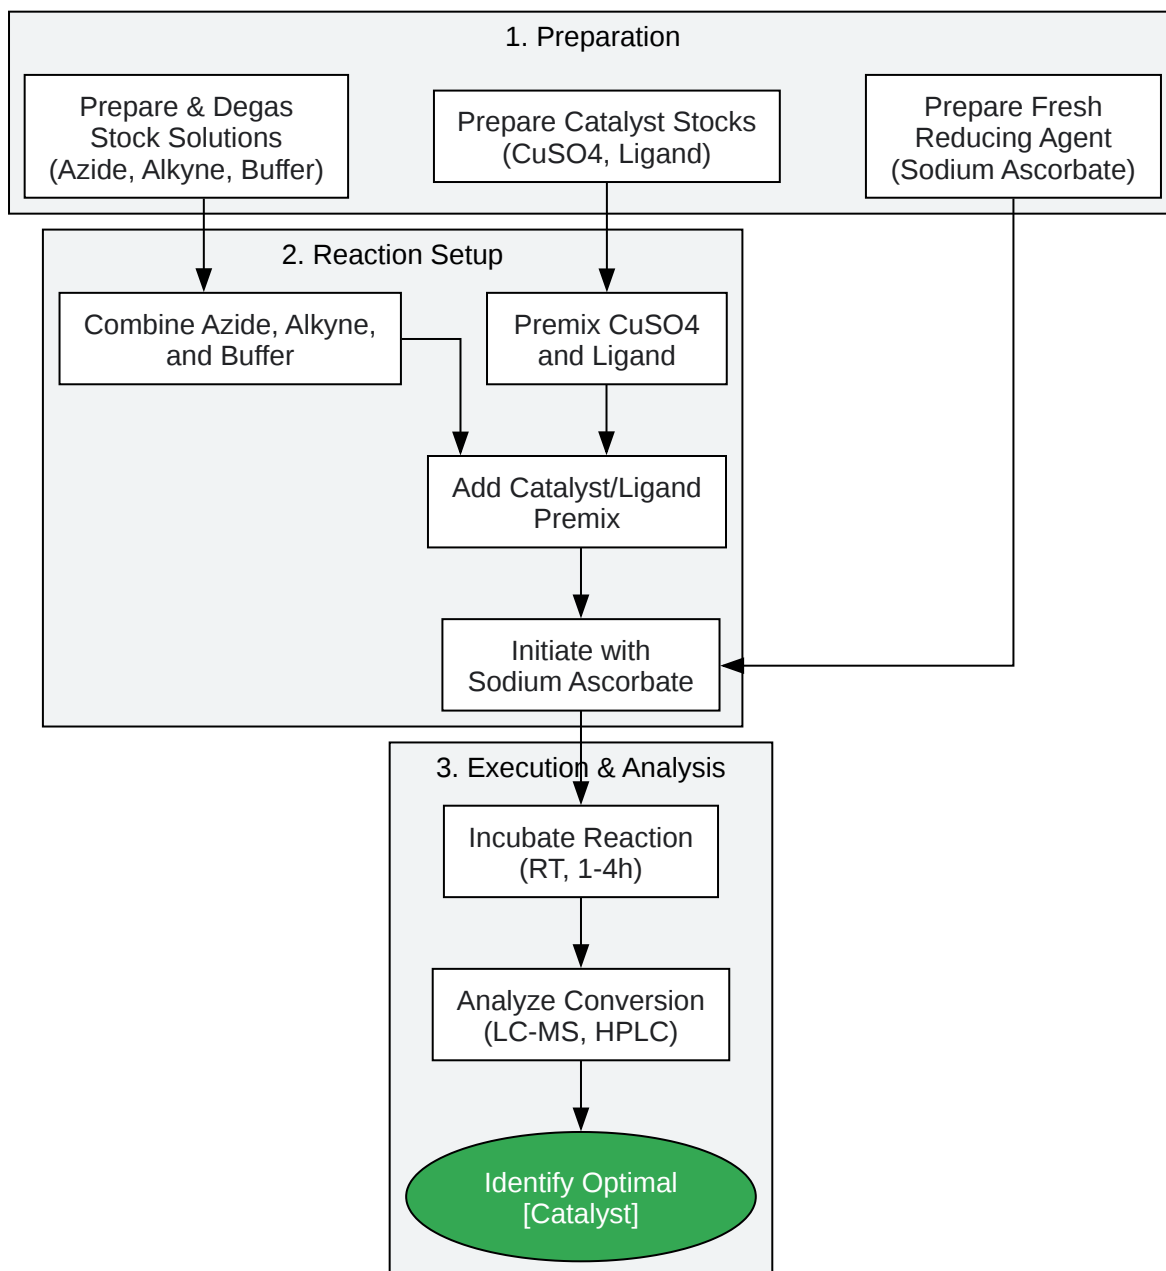 1. Preparation
Prepare & Degas
Stock Solutions
(Azide, Alkyne, Buffer)
Prepare Catalyst Stocks
(CuSO4, Ligand)
Prepare Fresh
Reducing Agent
(Sodium Ascorbate)
2. Reaction Setup
Combine Azide, Alkyne,
and Buffer
Premix CuSO4
and Ligand
Add Catalyst/Ligand
Premix
Initiate with
Sodium Ascorbate
3. Execution & Analysis
Incubate Reaction
(RT, 1-4h)
Analyze Conversion
(LC-MS, HPLC)
Identify Optimal
[Catalyst]